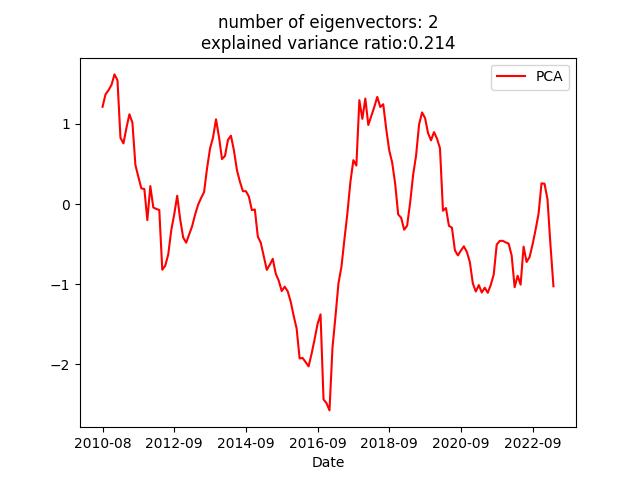 number of eigenvectors: 2
explained variance ratio:0.214
PCA
1
0
−1
−2
2010-08 2012-09 2014-09 2016-09 2018-09 2020-09 2022-09
Date